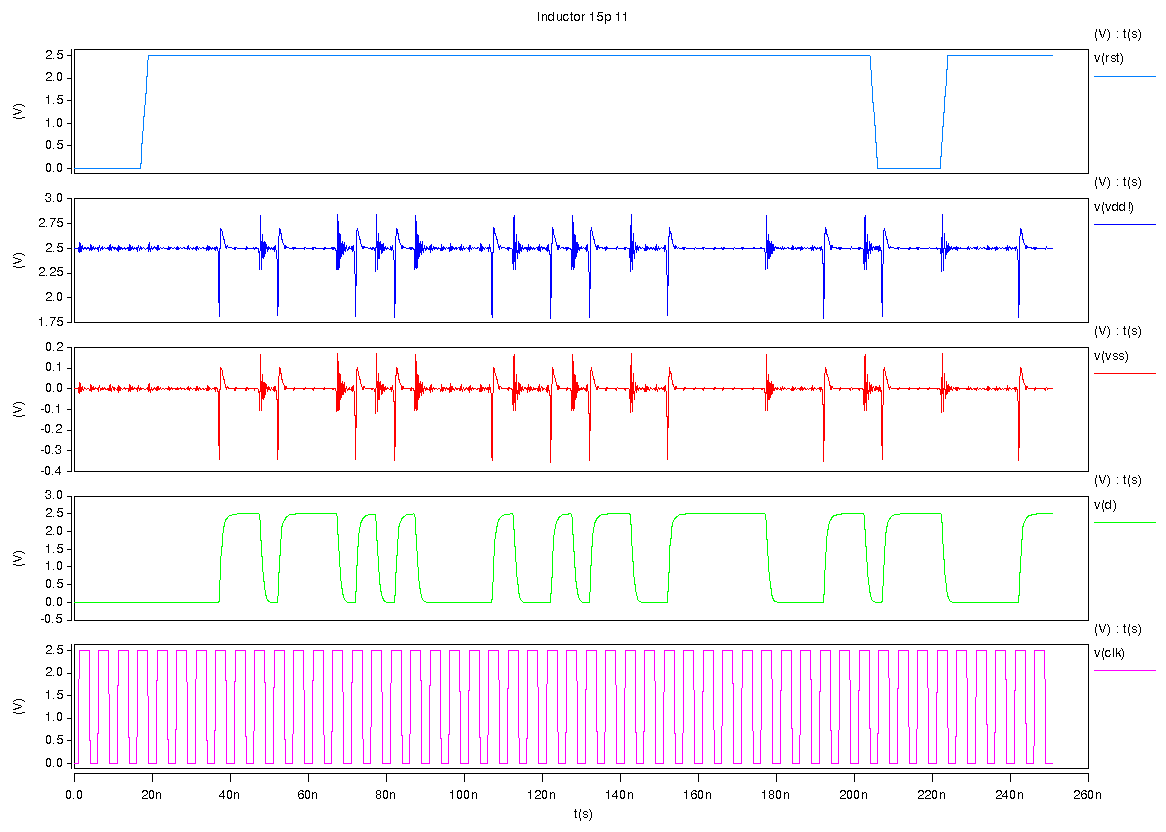 Inductor 15p 11
(V) : t(s)
2.5
v(rst)
2.0
1.5
(V)
1.0
0.5
0.0
(V) : t(s)
3.0
v(vdd!)
2.75
2.5
(V)
2.25
2.0
1.75
(V) : t(s)
0.2
v(vss)
0.1
0.0
(V)
-0.1
-0.2
-0.3
-0.4
(V) : t(s)
3.0
v(d)
2.5
2.0
1.5
(V)
1.0
0.5
0.0
-0.5
(V) : t(s)
2.5
v(clk)
2.0
1.5
(V)
1.0
0.5
0.0
0.0 20n 40n 60n 80n 100n 120n 140n 160n 180n 200n 220n 240n 260n
t(s)